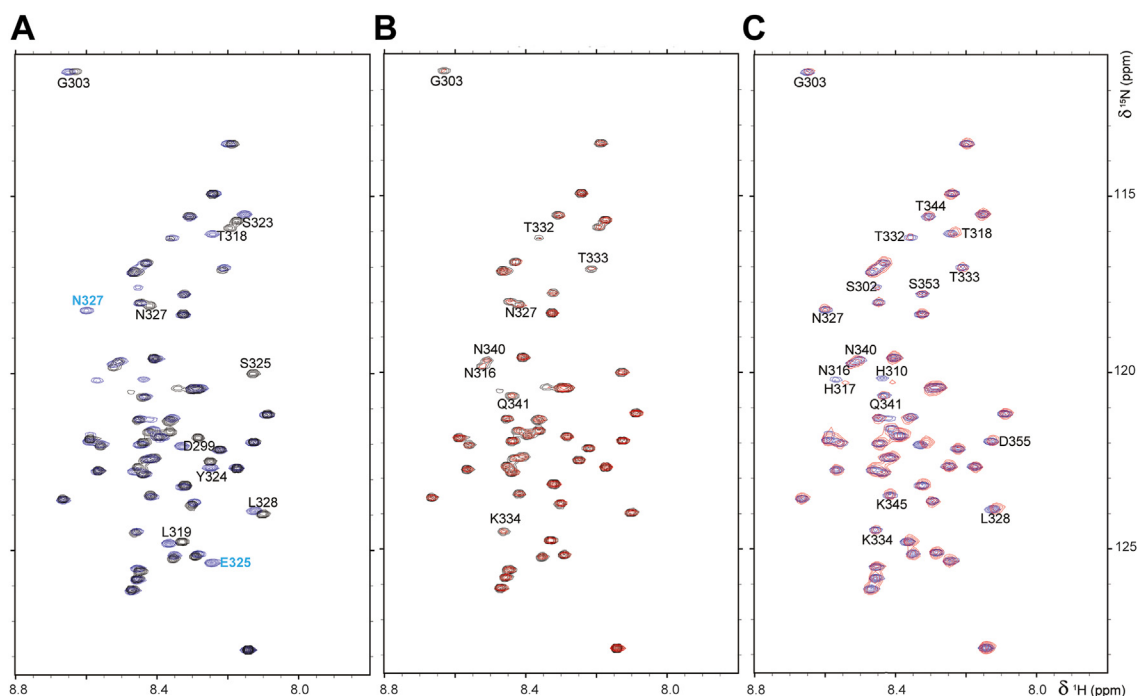 A
B
C
G303
S323
T318
N327
N327
S325
D299
Y324
L328
L319
E325
8.8
8.4
8.0
G303
T332
T333
N327
N340
N316
Q341
K334
8.8
8.4
8.0
G303
T344
T332
T318
T333
S302
S353
N327
N340
N316
H310
H317
Q341
D355
K345
L328
K334
8.8
8.4
8.0
δ ¹H (ppm)
δ ¹⁵N (ppm)
115
120
125